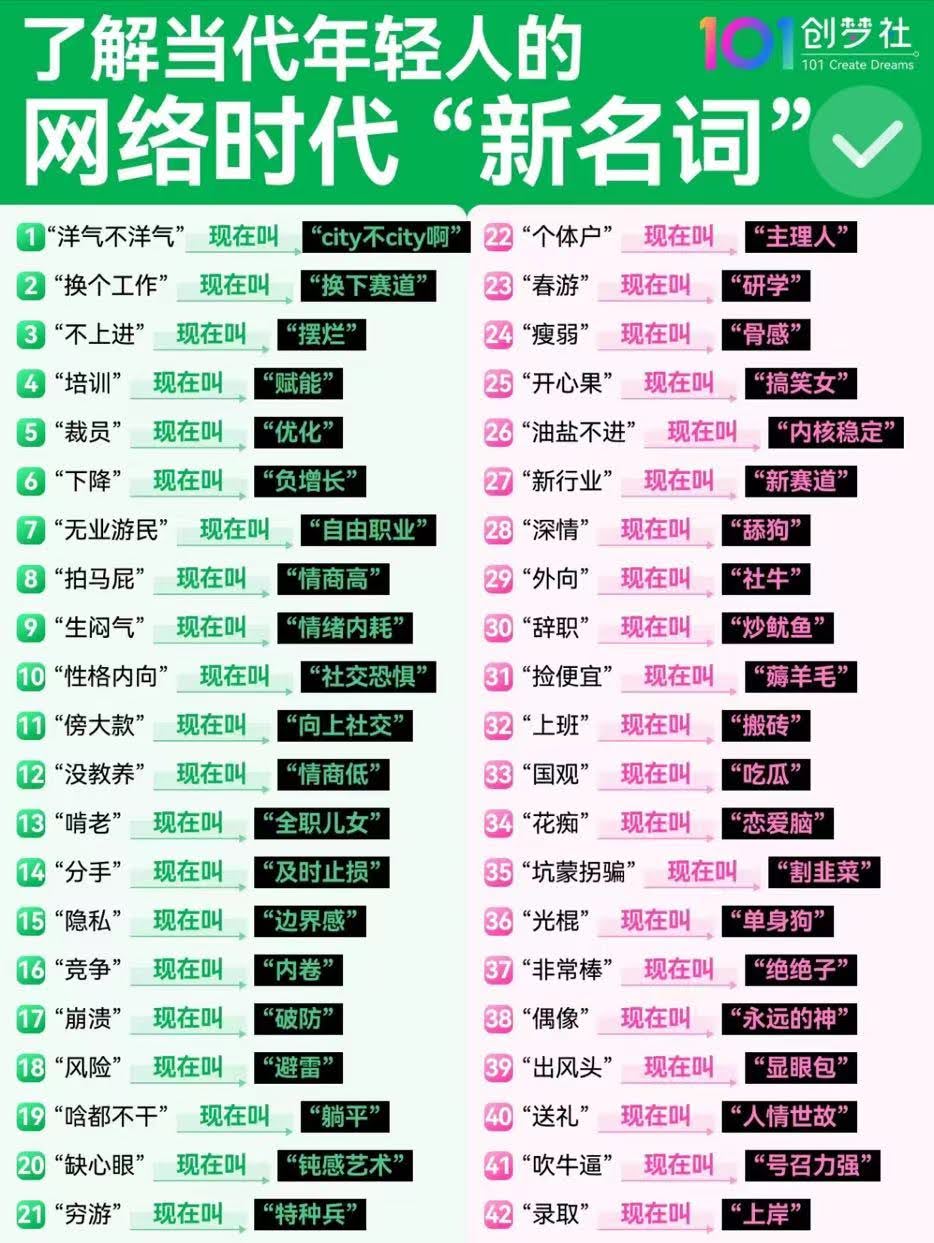 了解当代年轻人的
101创梦社
101 Create Dreams
网络时代“新名词”
1 “洋气不洋气” 现在叫 “city不city啊”
2 “换个工作” 现在叫 “换下赛道”
3 “不上进” 现在叫 “摆烂”
4 “培训” 现在叫 “赋能”
5 “裁员” 现在叫 “优化”
6 “下降” 现在叫 “负增长”
7 “无业游民” 现在叫 “自由职业”
8 “拍马屁” 现在叫 “情商高”
9 “生闷气” 现在叫 “情绪内耗”
10 “性格内向” 现在叫 “社交恐惧”
11 “傍大款” 现在叫 “向上社交”
12 “没教养” 现在叫 “情商低”
13 “啃老” 现在叫 “全职儿女”
14 “分手” 现在叫 “及时止损”
15 “隐私” 现在叫 “边界感”
16 “竞争” 现在叫 “内卷”
17 “崩溃” 现在叫 “破防”
18 “风险” 现在叫 “避雷”
19 “啥都不干” 现在叫 “躺平”
20 “缺心眼” 现在叫 “钝感艺术”
21 “穷游” 现在叫 “特种兵”
22 “个体户” 现在叫 “主理人”
23 “春游” 现在叫 “研学”
24 “瘦弱” 现在叫 “骨感”
25 “开心果” 现在叫 “搞笑女”
26 “油盐不进” 现在叫 “内核稳定”
27 “新行业” 现在叫 “新赛道”
28 “深情” 现在叫 “舔狗”
29 “外向” 现在叫 “社牛”
30 “辞职” 现在叫 “炒鱿鱼”
31 “捡便宜” 现在叫 “薅羊毛”
32 “上班” 现在叫 “搬砖”
33 “国观” 现在叫 “吃瓜”
34 “花痴” 现在叫 “恋爱脑”
35 “坑蒙拐骗” 现在叫 “割韭菜”
36 “光棍” 现在叫 “单身狗”
37 “非常棒” 现在叫 “绝绝子”
38 “偶像” 现在叫 “永远的神”
39 “出风头” 现在叫 “显眼包”
40 “送礼” 现在叫 “人情世故”
41 “吹牛逼” 现在叫 “号召力强”
42 “录取” 现在叫 “上岸”